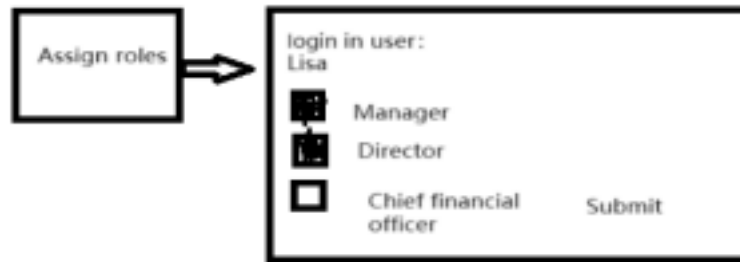 Assign roles
login in user:
Lisa
Manager
Director
Chief financial
officer
Submit